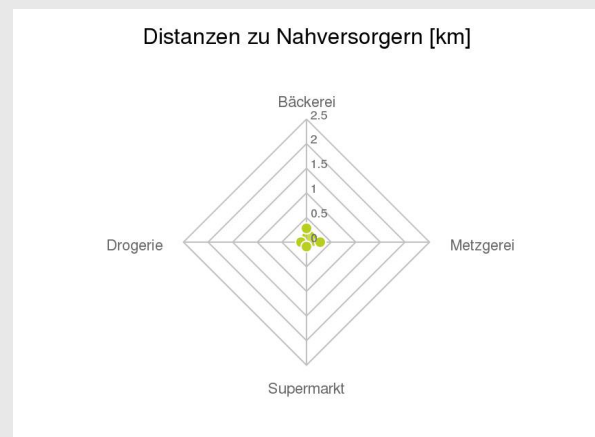 Distanzen zu Nahversorgern [km]
Bäckerei
2.5
2
1.5
1
0.5
0
Drogerie
Metzgerei
Supermarkt